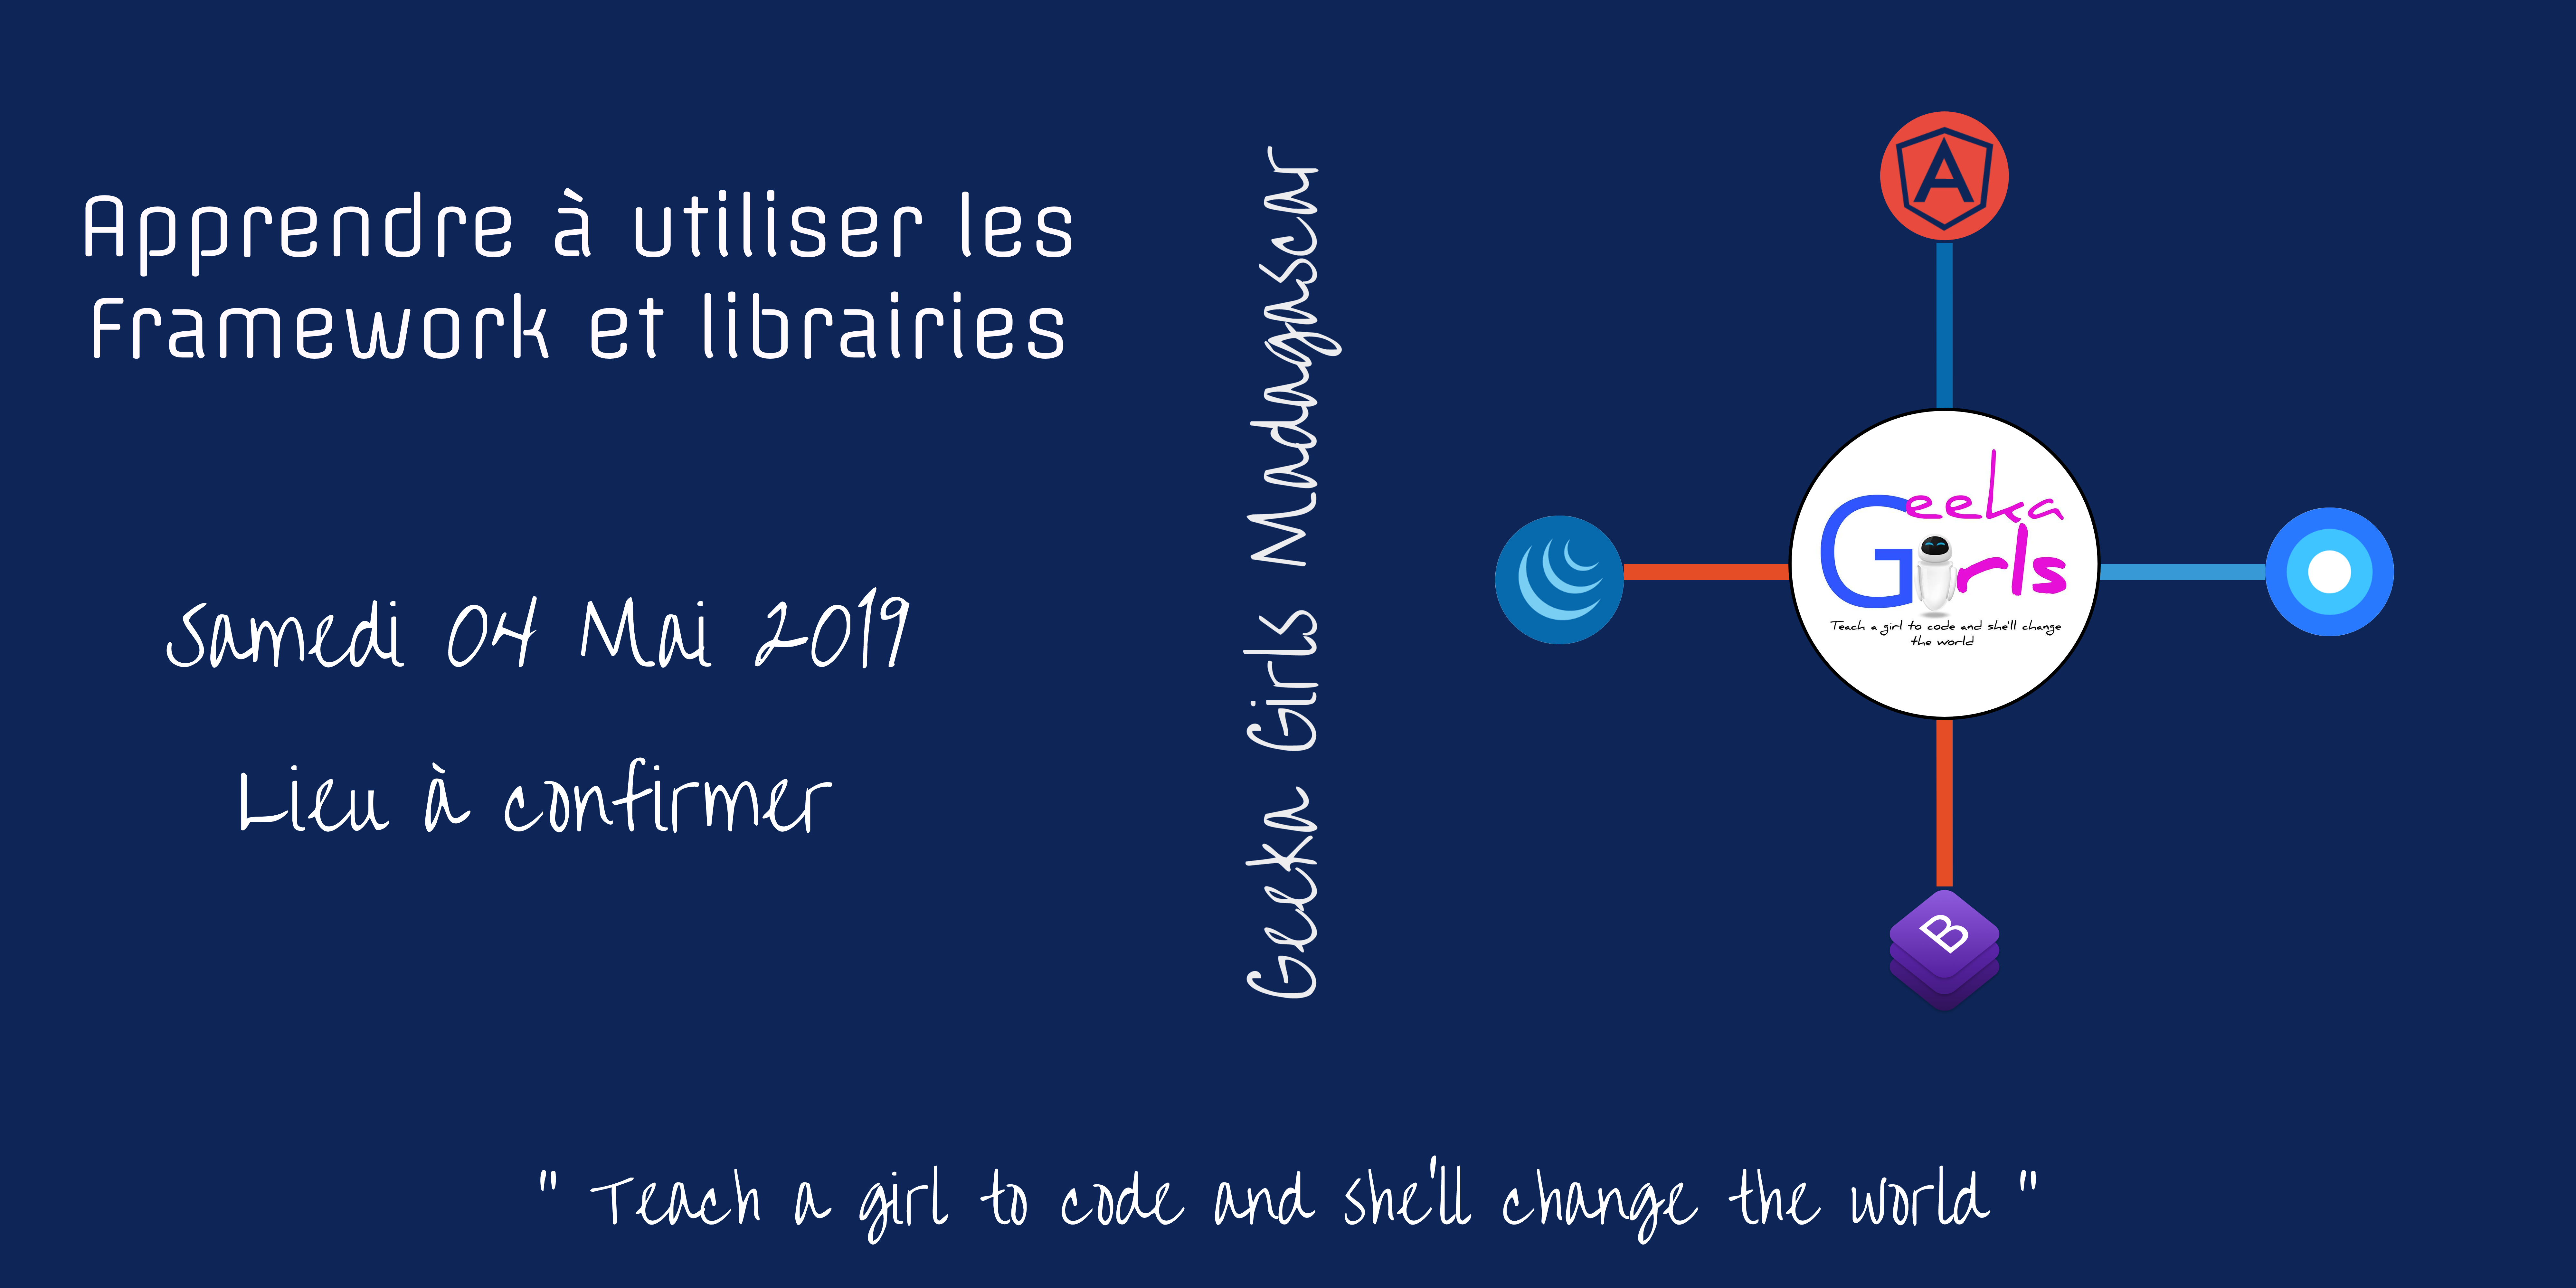 Apprendre à utiliser les
Framework et librairies
Samedi 04 Mai 2019
Lieu à confirmer
Geeka Girls Madagascar
A
Geeka
Girls
Teach a girl to code and she'll change
the world
B
" Teach a girl to code and she'll change the world "